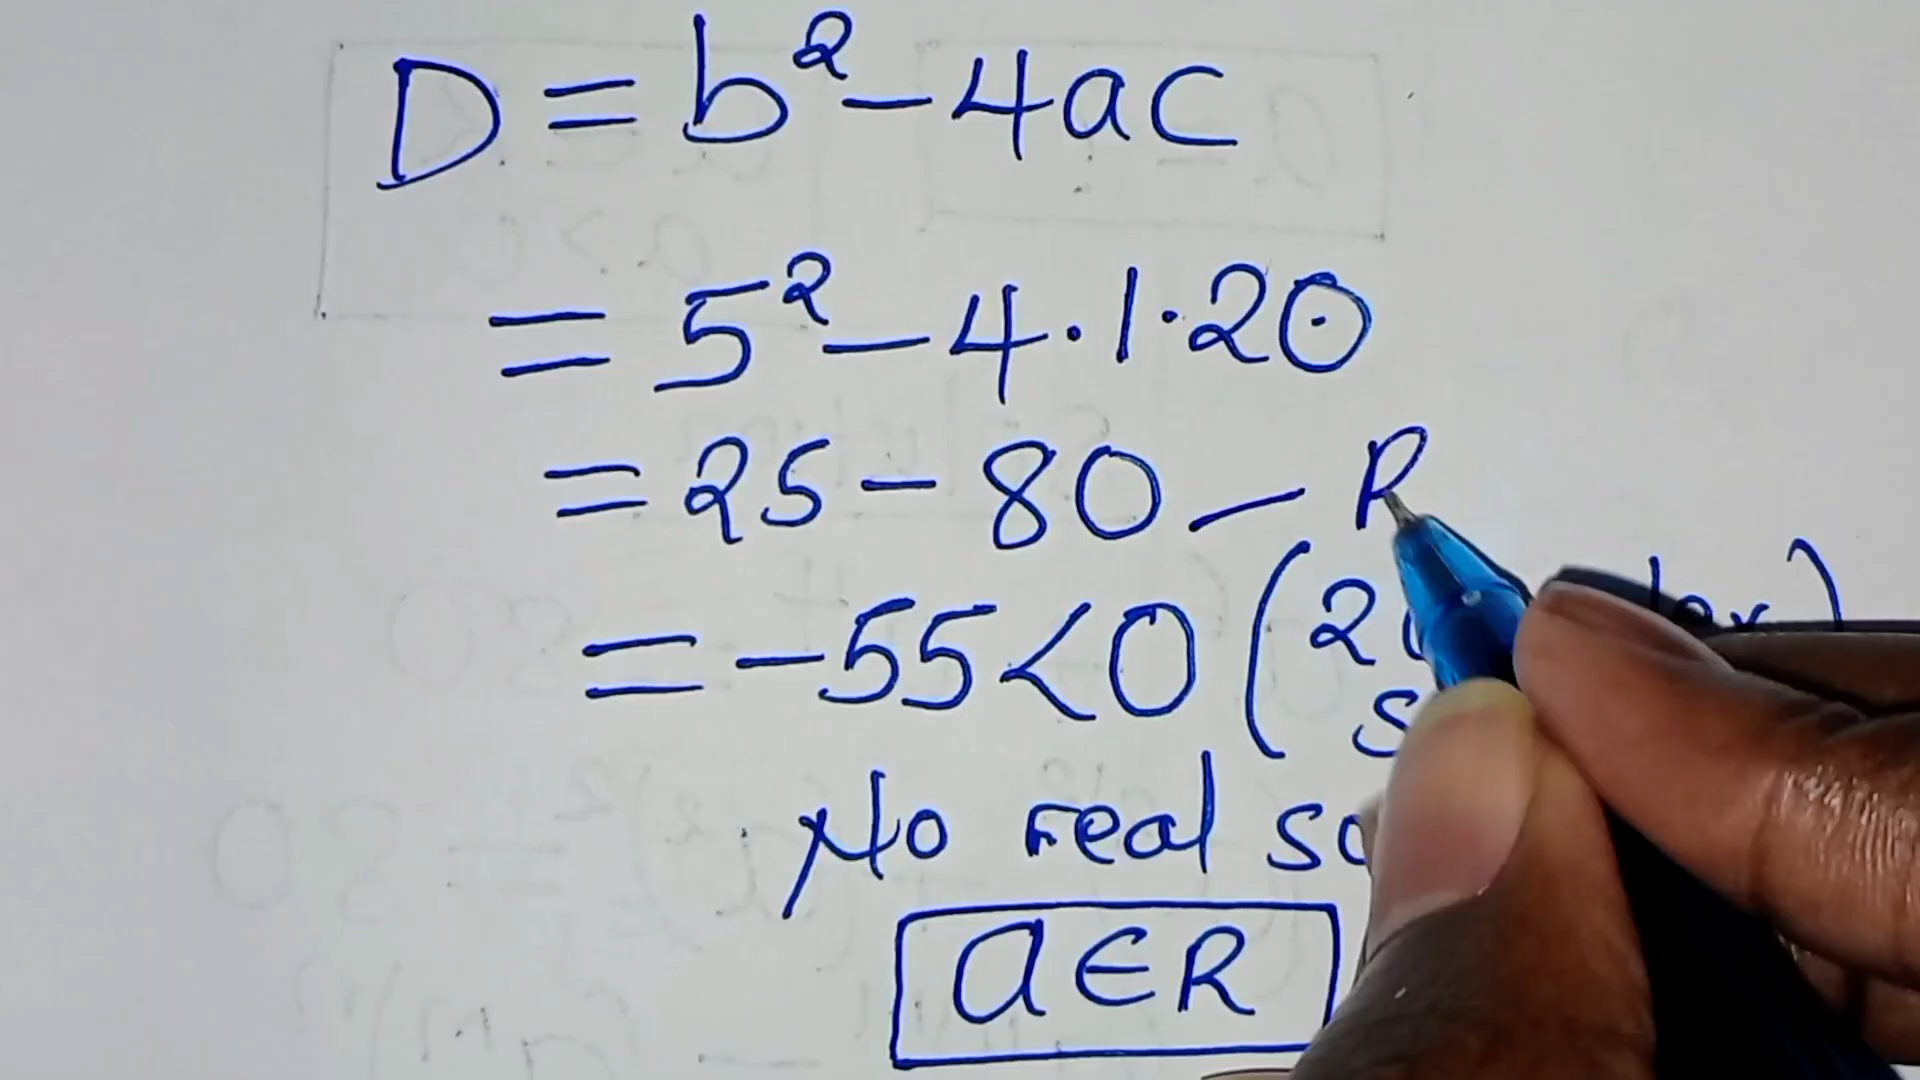 D = b² - 4ac
= 5² - 4·1·20
= 25 - 80 — R
= -55 < 0 (2
No real
a ∈ R